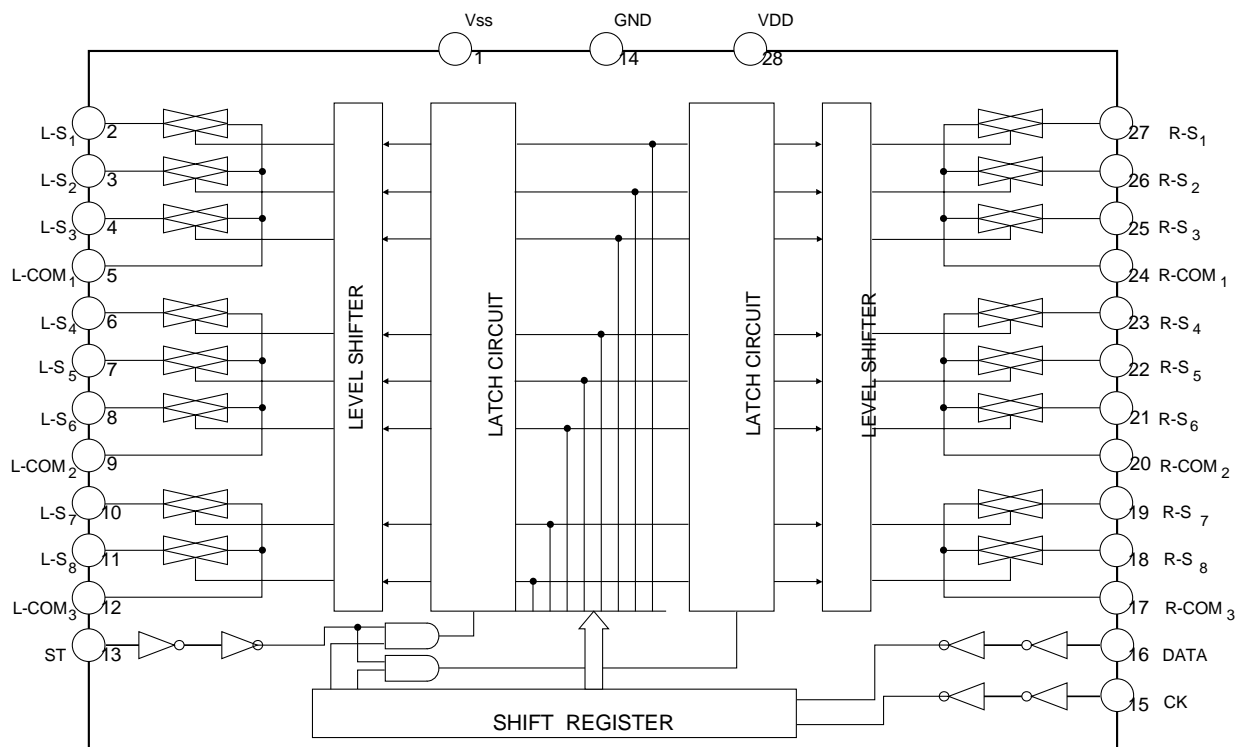 Vss GND VDD
1 14 28
L-S1 2
L-S2 3
L-S3 4
L-COM1 5
L-S4 6
L-S5 7
L-S6 8
L-COM2 9
L-S7 10
L-S8 11
L-COM3 12
ST 13
LEVEL SHIFTER
LATCH CIRCUIT
LATCH CIRCUIT
LEVEL SHIFTER
27 R-S1
26 R-S2
25 R-S3
24 R-COM1
23 R-S4
22 R-S5
21 R-S6
20 R-COM2
19 R-S7
18 R-S8
17 R-COM3
16 DATA
15 CK
SHIFT REGISTER